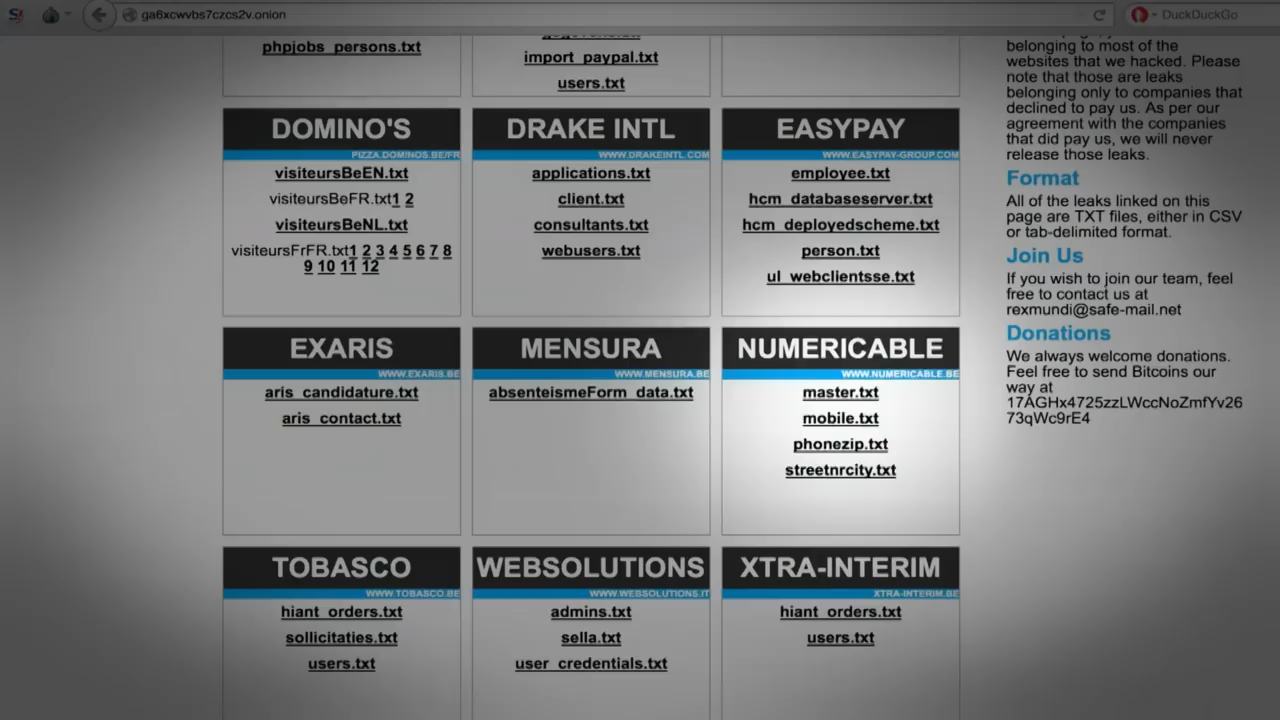 ga6xcwvbs7czcs2v.onion
DuckDuckGo
phpjobs_persons.txt
import_paypal.txt
users.txt
DOMINO'S
PIZZA.DOMINOS.BE/FR
visiteursBeEN.txt
visiteursBeFR.txt1 2
visiteursBeNL.txt
visiteursFrFR.txt1 2 3 4 5 6 7 8
9 10 11 12
DRAKE INTL
WWW.DRAKEINTL.COM
applications.txt
client.txt
consultants.txt
webusers.txt
EASYPAY
WWW.EASYPAY-GROUP.COM
employee.txt
hcm_databaseserver.txt
hcm_deployedscheme.txt
person.txt
ul_webclientsse.txt
EXARIS
WWW.EXARIS.BE
aris_candidature.txt
aris_contact.txt
MENSURA
WWW.MENSURA.BE
absenteismeForm_data.txt
NUMERICABLE
WWW.NUMERICABLE.BE
master.txt
mobile.txt
phonezip.txt
streetnrcity.txt
TOBASCO
WWW.TOBASCO.BE
hiant_orders.txt
sollicitaties.txt
users.txt
WEBSOLUTIONS
WWW.WEBSOLUTIONS.IT
admins.txt
sella.txt
user_credentials.txt
XTRA-INTERIM
XTRA-INTERIM.BE
hiant_orders.txt
users.txt
belonging to most of the
websites that we hacked. Please
note that those are leaks
belonging only to companies that
declined to pay us. As per our
agreement with the companies
that did pay us, we will never
release those leaks.
Format
All of the leaks linked on this
page are TXT files, either in CSV
or tab-delimited format.
Join Us
If you wish to join our team, feel
free to contact us at
rexmundi@safe-mail.net
Donations
We always welcome donations.
Feel free to send Bitcoins our
way at
17AGHx4725zzLWccNoZmfYv26
73qWc9rE4